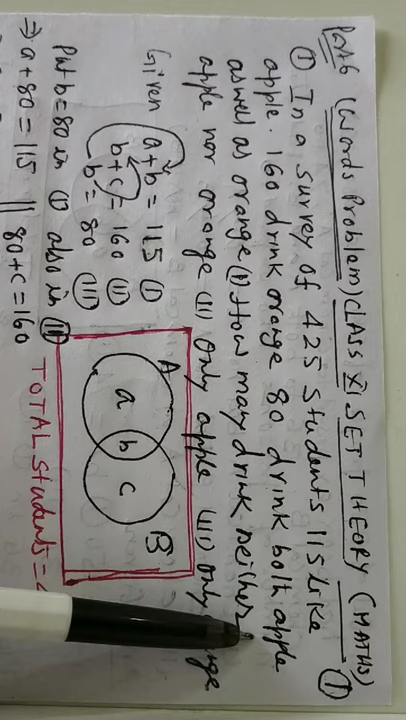 Part 6 (Words Problem) CLASS XI SET THEORY (MATHS) ①
① In a survey of 425 students 115 like
apple. 160 drink orange 80 drink both apple
aswell as orange (i) How many drink neither
apple nor orange (ii) only apple (iii) only
Given a+b = 115 (I)
b+c = 160 (II)
b = 80 (III)
Put b=80 in (I) also in (II)
⇒ a+80 = 115 || 80+c=160
A
B
a
b
c
TOTAL Students =